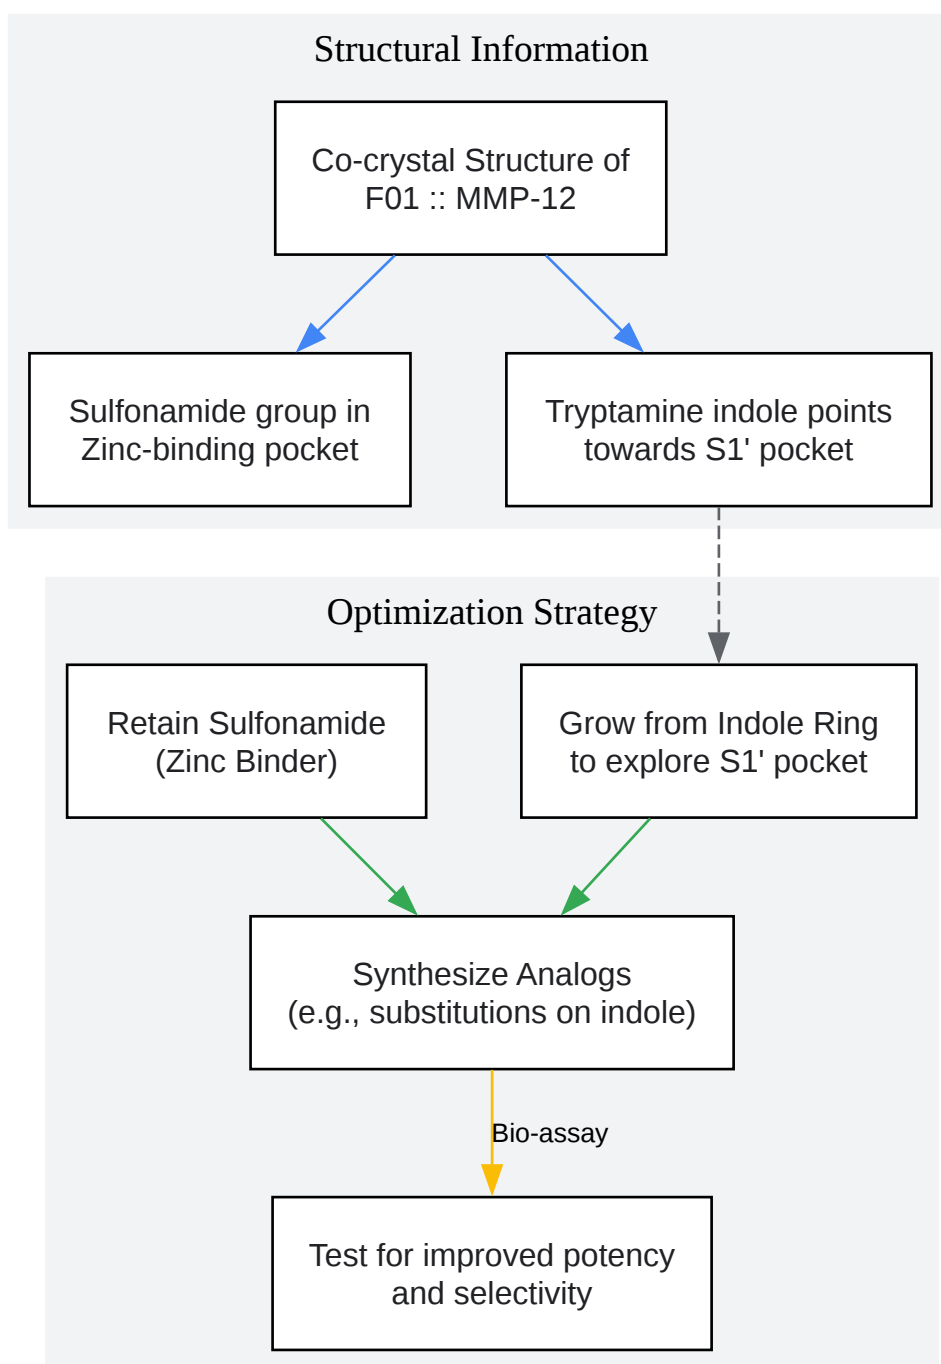 Structural Information
Co-crystal Structure of
F01 :: MMP-12
Sulfonamide group in
Zinc-binding pocket
Tryptamine indole points
towards S1' pocket
Optimization Strategy
Retain Sulfonamide
(Zinc Binder)
Grow from Indole Ring
to explore S1' pocket
Synthesize Analogs
(e.g., substitutions on indole)
Bio-assay
Test for improved potency
and selectivity